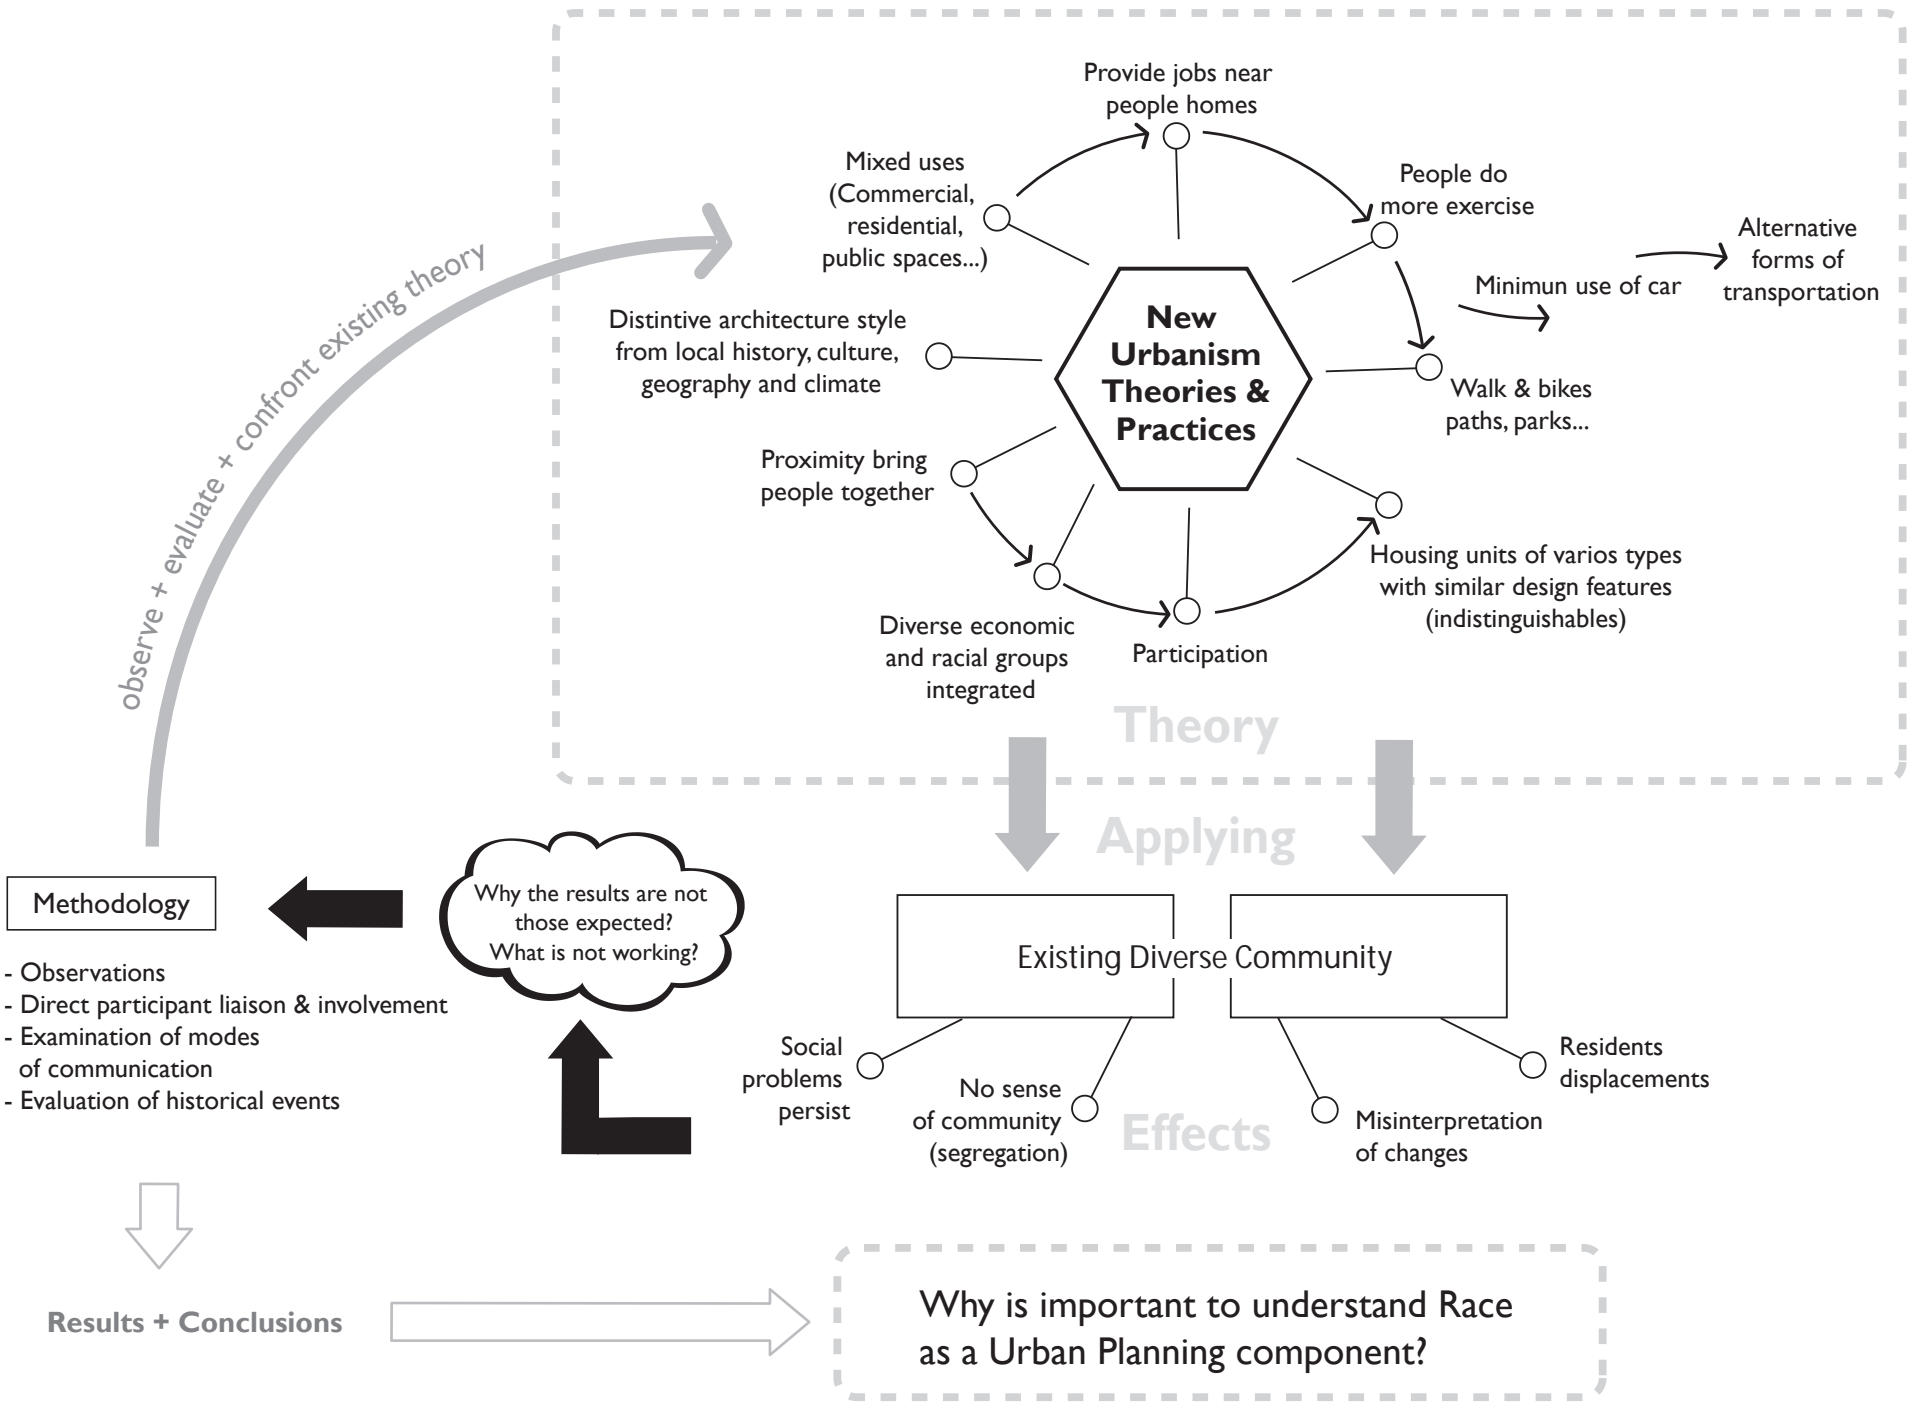 Provide jobs near
people homes
Mixed uses
(Commercial,
residential,
public spaces...)
People do
more exercise
Minimun use of car
Alternative
forms of
transportation
Distintive architecture style
from local history, culture,
geography and climate
New
Urbanism
Theories &
Practices
Walk & bikes
paths, parks...
Proximity bring
people together
Housing units of varios types
with similar design features
(indistinguishables)
Diverse economic
and racial groups
integrated
Participation
Theory
observe + evaluate + confront existing theory
Applying
Methodology
- Observations
- Direct participant liaison & involvement
- Examination of modes
of communication
- Evaluation of historical events
Why the results are not
those expected?
What is not working?
Existing Diverse Community
Social
problems
persist
No sense
of community
(segregation)
Effects
Misinterpretation
of changes
Residents
displacements
Results + Conclusions
Why is important to understand Race
as a Urban Planning component?